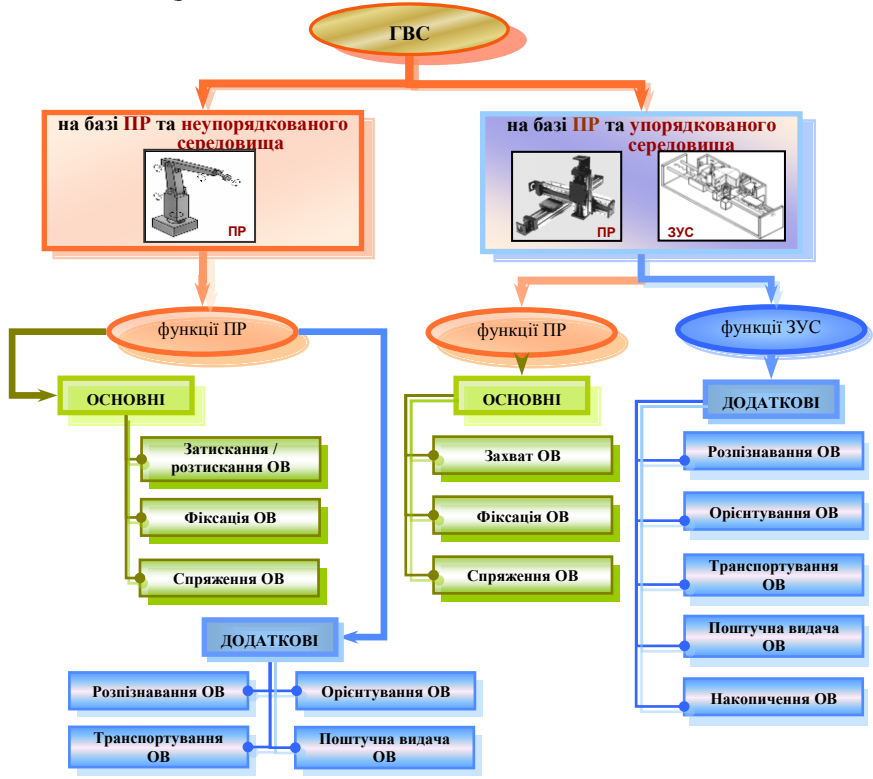 ГВС
на базі ПР та неупорядкованого
середовища
ПР
на базі ПР та упорядкованого
середовища
ПР
ЗУС
функції ПР
функції ПР
функції ЗУС
ОСНОВНІ
Затискання /
розтискання ОВ
Фіксація ОВ
Спряження ОВ
ДОДАТКОВІ
Розпізнавання ОВ
Орієнтування ОВ
Транспортування
ОВ
Поштучна видача
ОВ
ОСНОВНІ
Захват ОВ
Фіксація ОВ
Спряження ОВ
ДОДАТКОВІ
Розпізнавання ОВ
Орієнтування ОВ
Транспортування
ОВ
Поштучна видача
ОВ
Накопичення ОВ